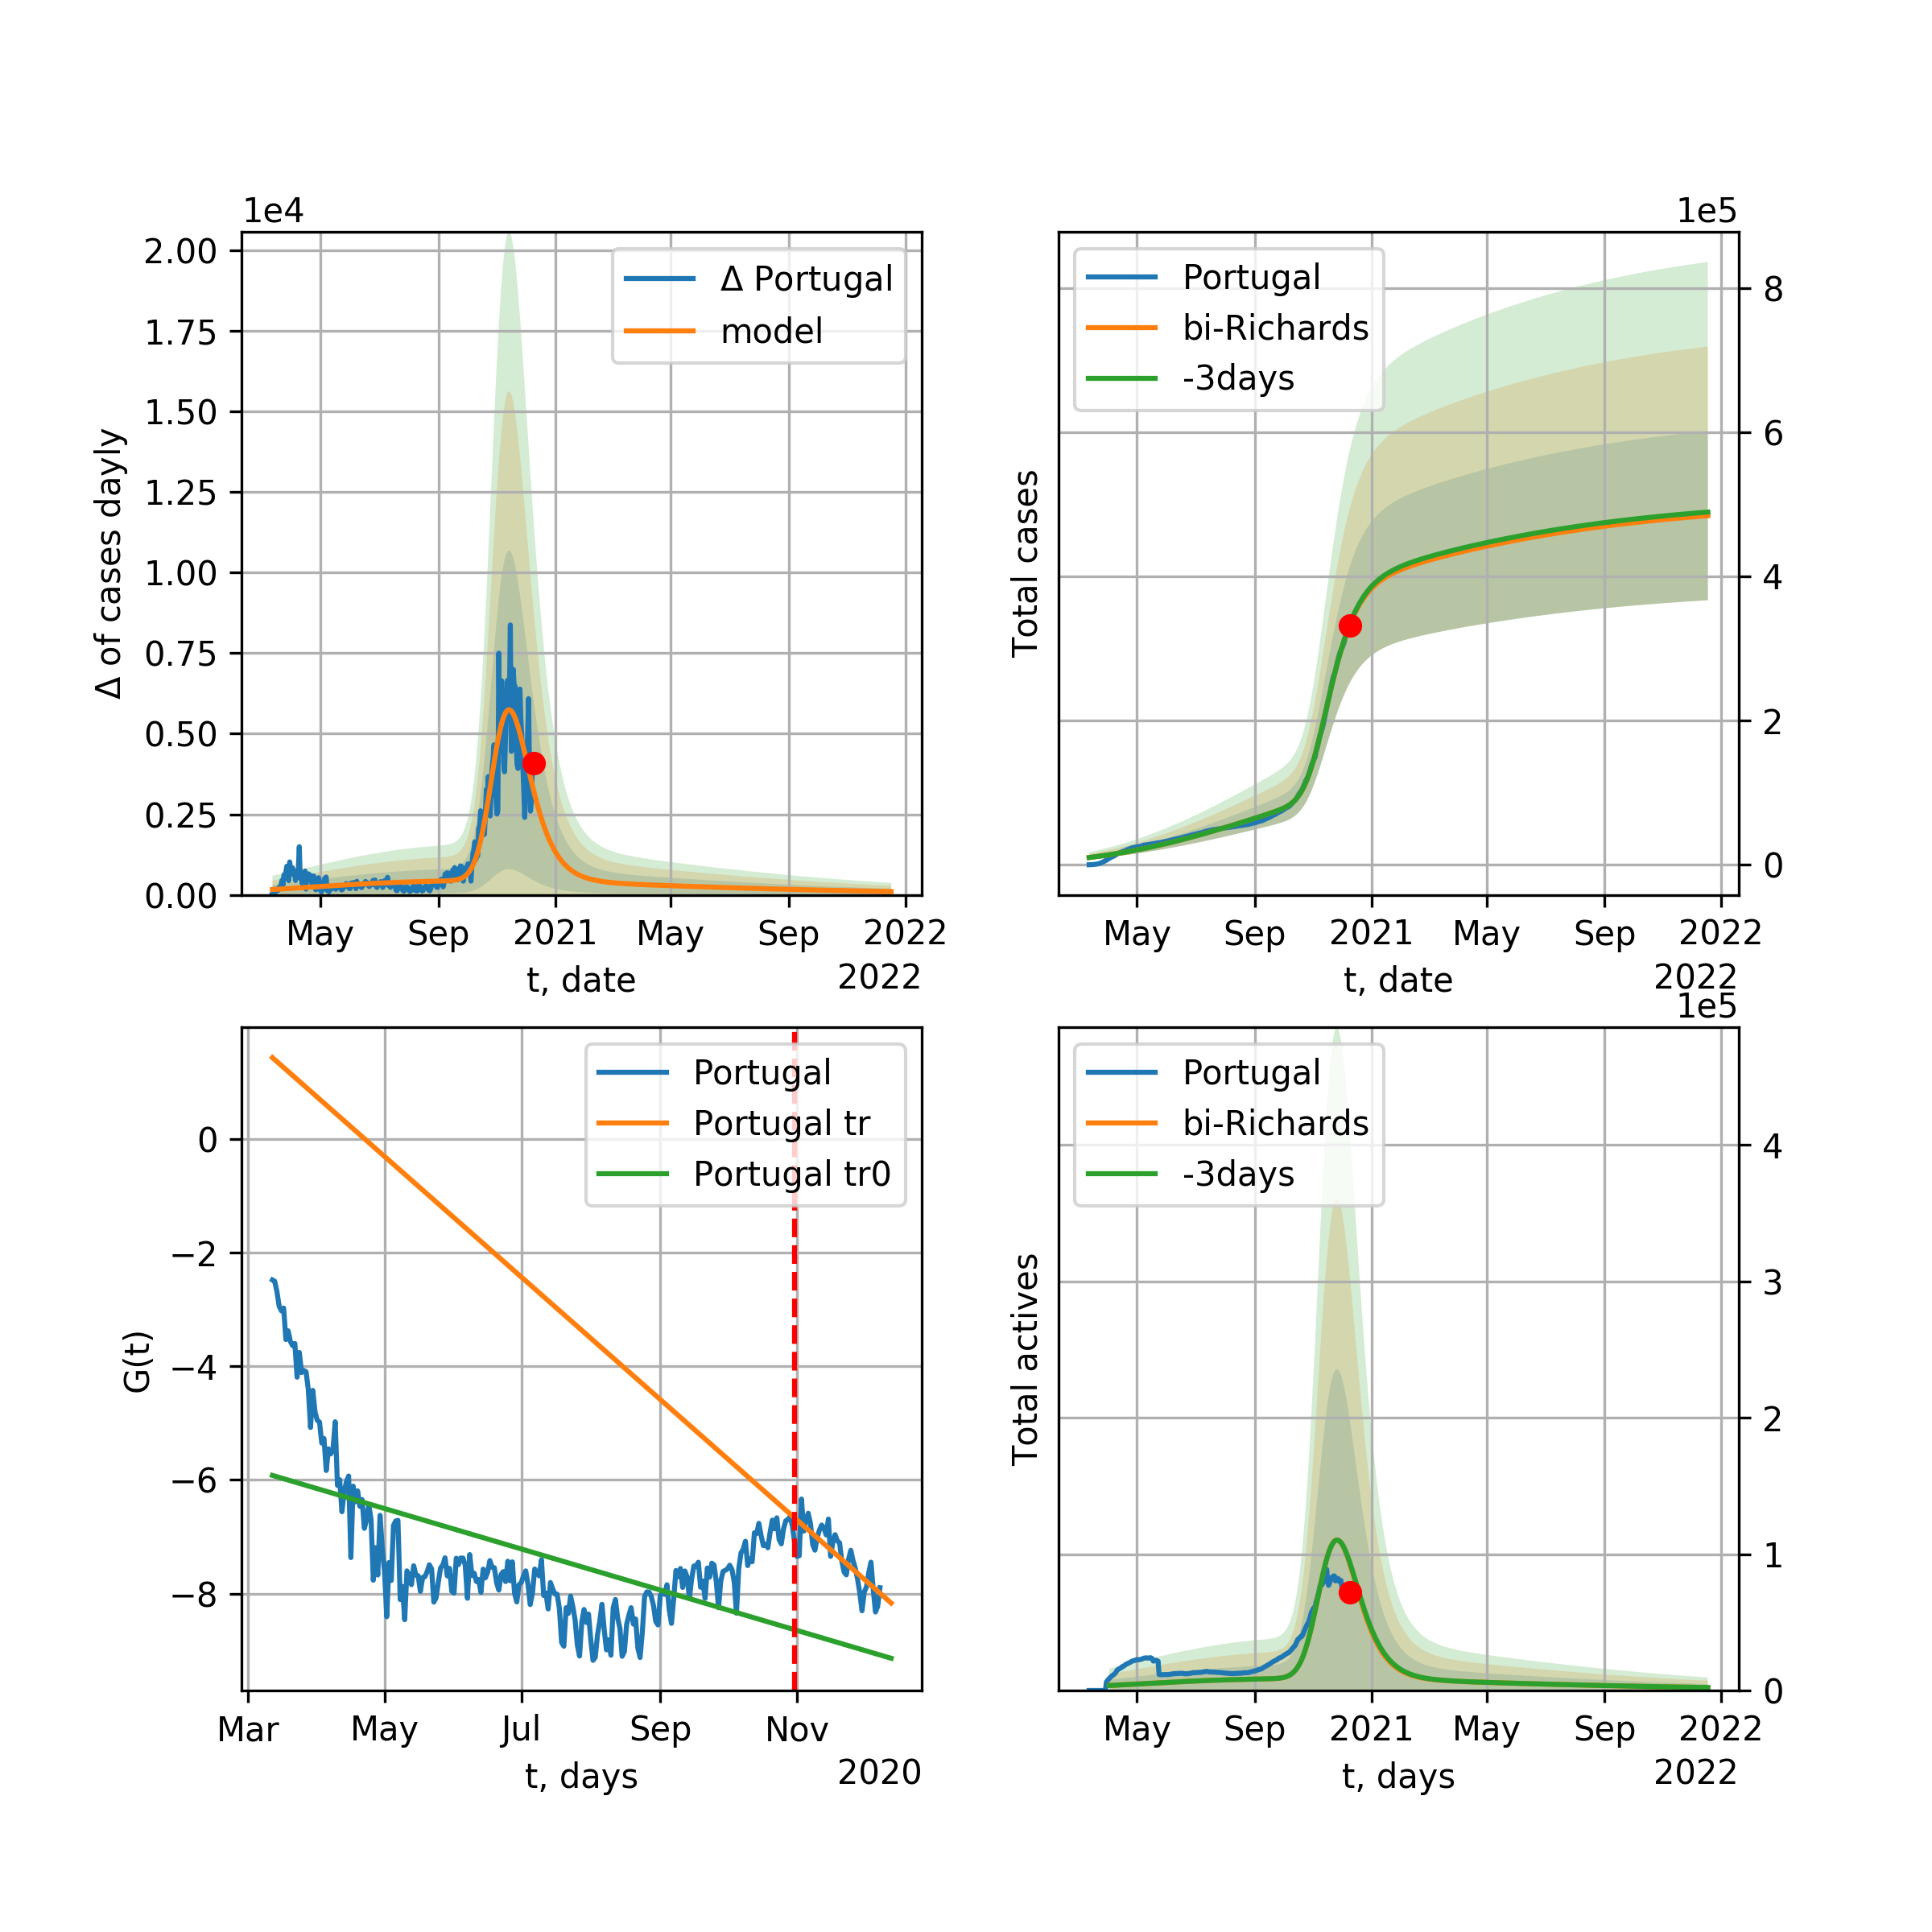 1e4
Δ of cases dayly
2.00
1.75
1.50
1.25
1.00
0.75
0.50
0.25
0.00
Δ Portugal
model
May Sep 2021 May Sep 2022
t, date
2022
1e5
Total cases
Portugal
bi-Richards
-3days
8
6
4
2
0
May Sep 2021 May Sep 2022
t, date
2022
G(t)
0
−2
−4
−6
−8
Portugal
Portugal tr
Portugal tr0
Mar May Jul Sep Nov
t, days
2020
1e5
Total actives
Portugal
bi-Richards
-3days
4
3
2
1
0
May Sep 2021 May Sep 2022
t, days
2022